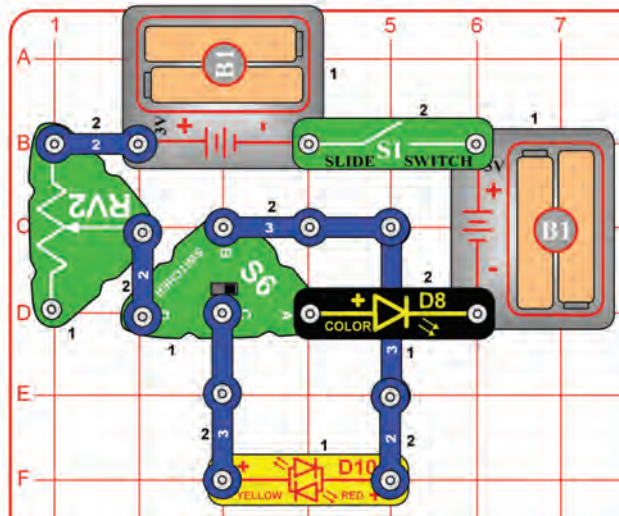 1 5 6 7
A
B1
1
2
2
3V + -
2
S1
SLIDE SWITCH
1
B
3V
+
-
B1
RV2
C
2
3
2
2
B
SWITCHER
S6
D
C
A
2
+ D8
COLOR
1
1
3
1
E
2
3
2
2
1
F
+ D10
YELLOW RED +